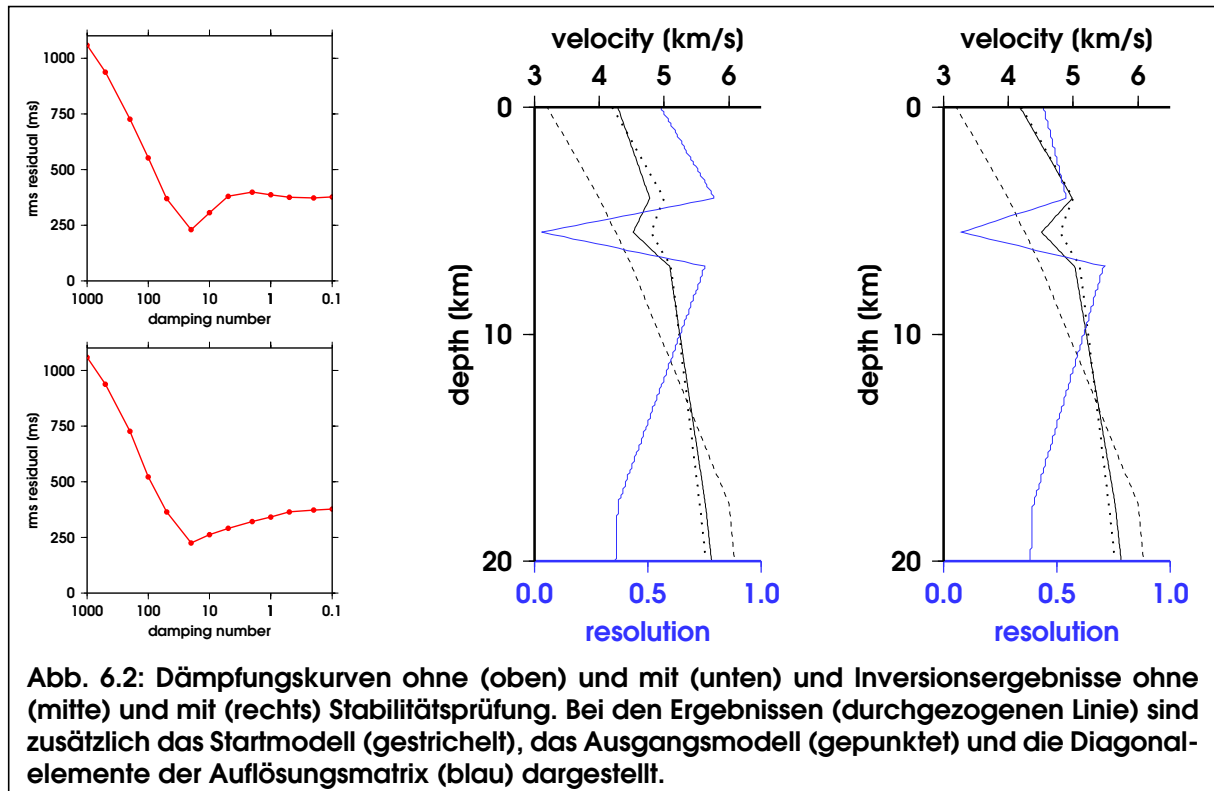 1000
750
500
250
0
rms residual (ms)
1000 100 10 1 0.1
damping number
1000
750
500
250
0
rms residual (ms)
1000 100 10 1 0.1
damping number
velocity (km/s)
3 4 5 6
0
10
20
depth (km)
0.0 0.5 1.0
resolution
velocity (km/s)
3 4 5 6
0
10
20
depth (km)
0.0 0.5 1.0
resolution
Abb. 6.2: Dämpfungskurven ohne (oben) und mit (unten) und Inversionsergebnisse ohne
(mitte) und mit (rechts) Stabilitätsprüfung. Bei den Ergebnissen (durchgezogenen Linie) sind
zusätzlich das Startmodell (gestrichelt), das Ausgangsmodell (gepunktet) und die Diagonal-
elemente der Auflösungsmatrix (blau) dargestellt.